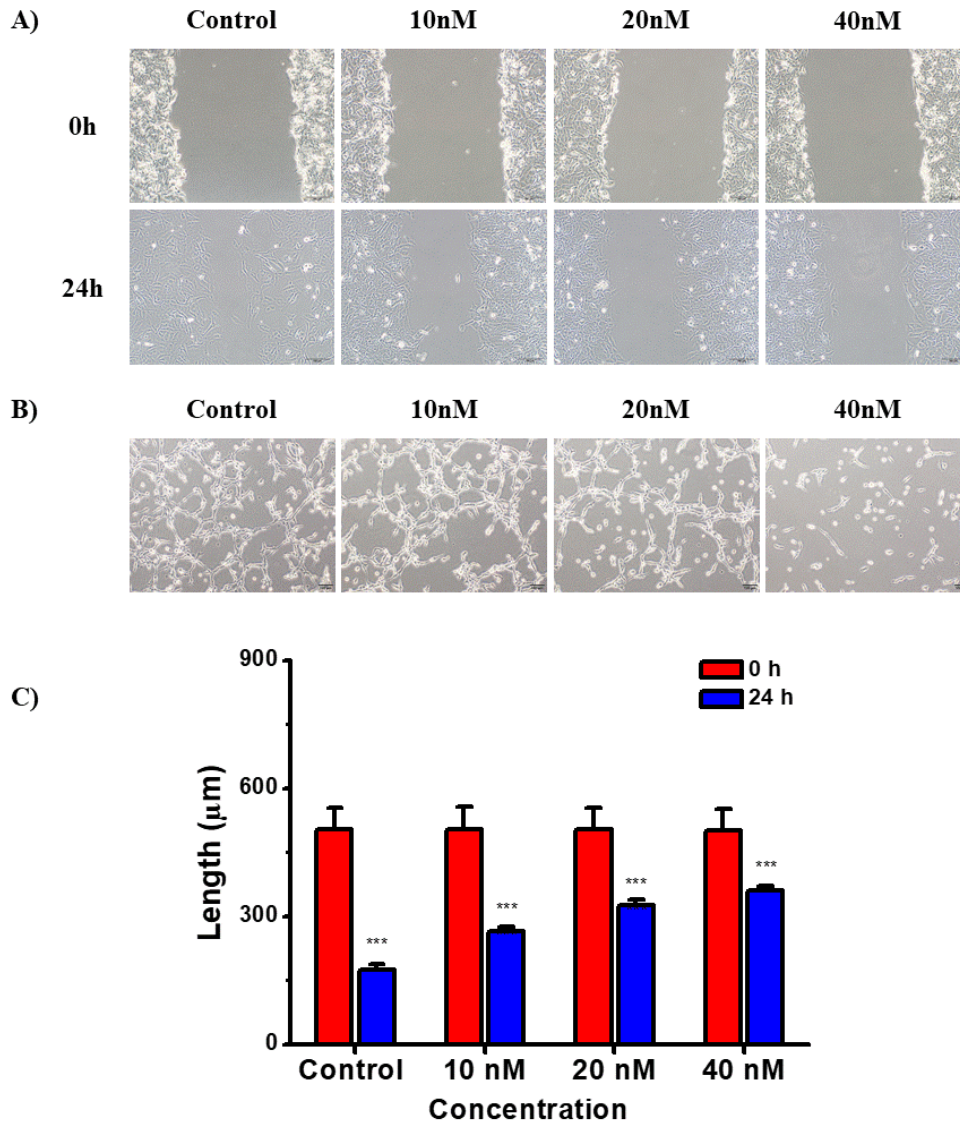 A) Control 10nM 20nM 40nM
0h
24h
B) Control 10nM 20nM 40nM
C)
900
0 h
24 h
600
***
***
***
300
***
0
Length (μm)
Control 10 nM 20 nM 40 nM
Concentration